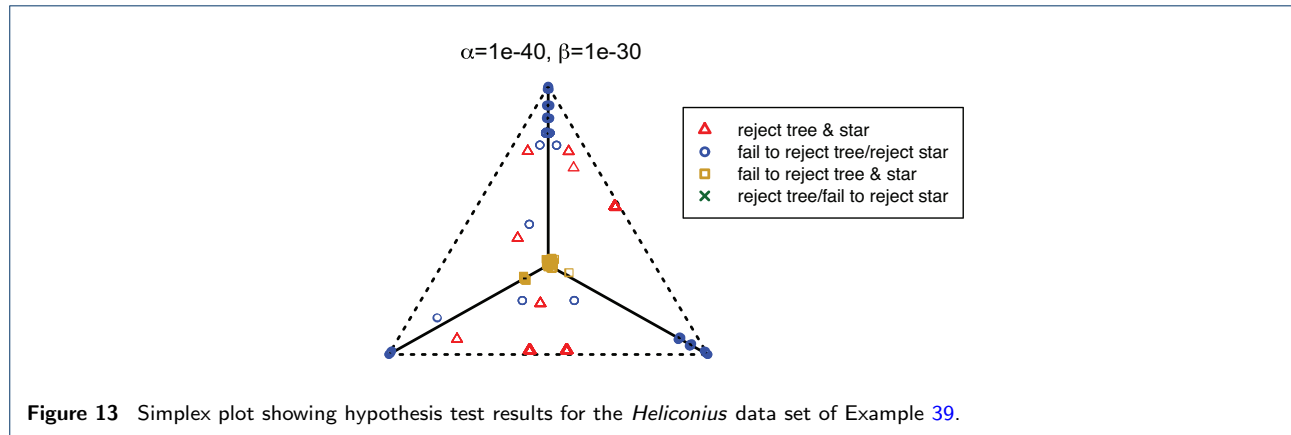 α=1e-40, β=1e-30
reject tree & star
fail to reject tree/reject star
fail to reject tree & star
reject tree/fail to reject star
Figure 13 Simplex plot showing hypothesis test results for the Heliconius data set of Example 39.